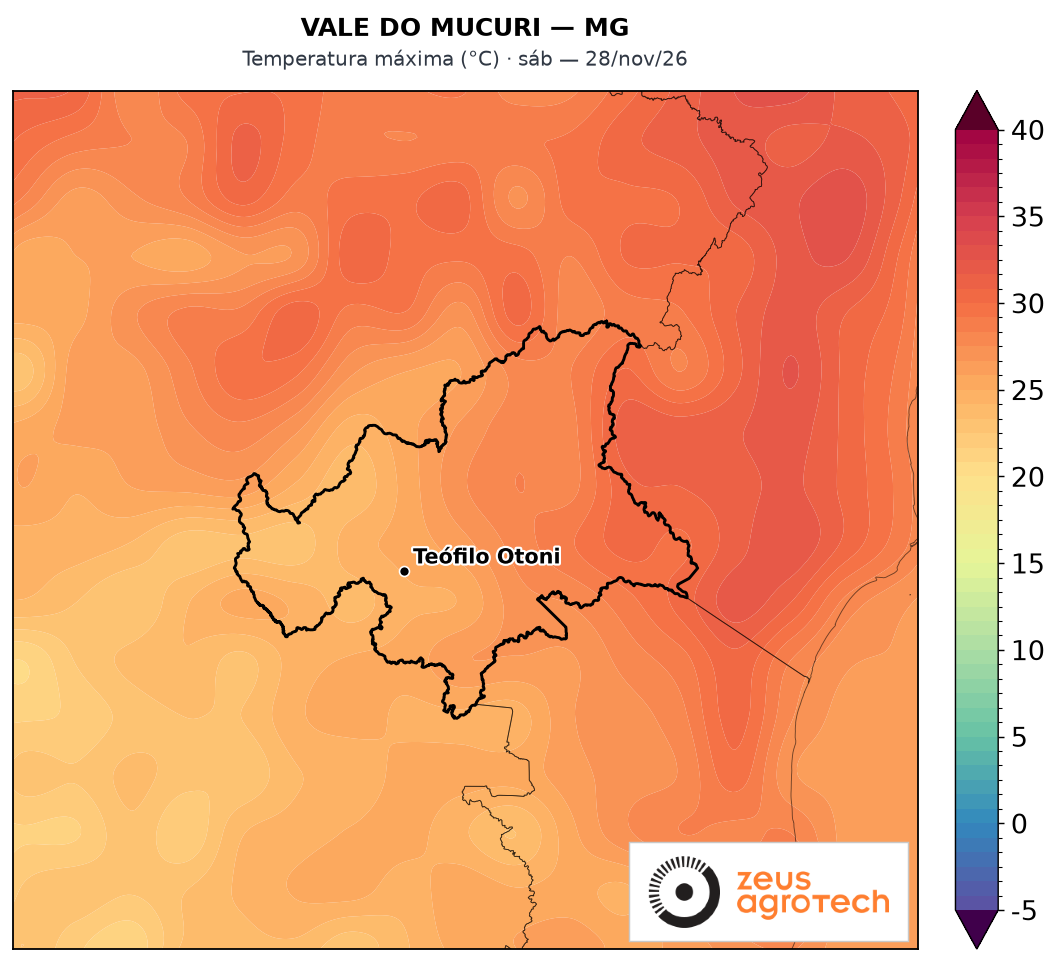 VALE DO MUCURI — MG
Temperatura máxima (°C) · sáb — 28/nov/26
40
35
30
25
20
15
10
5
0
-5
Teófilo Otoni
zeus
agrotech